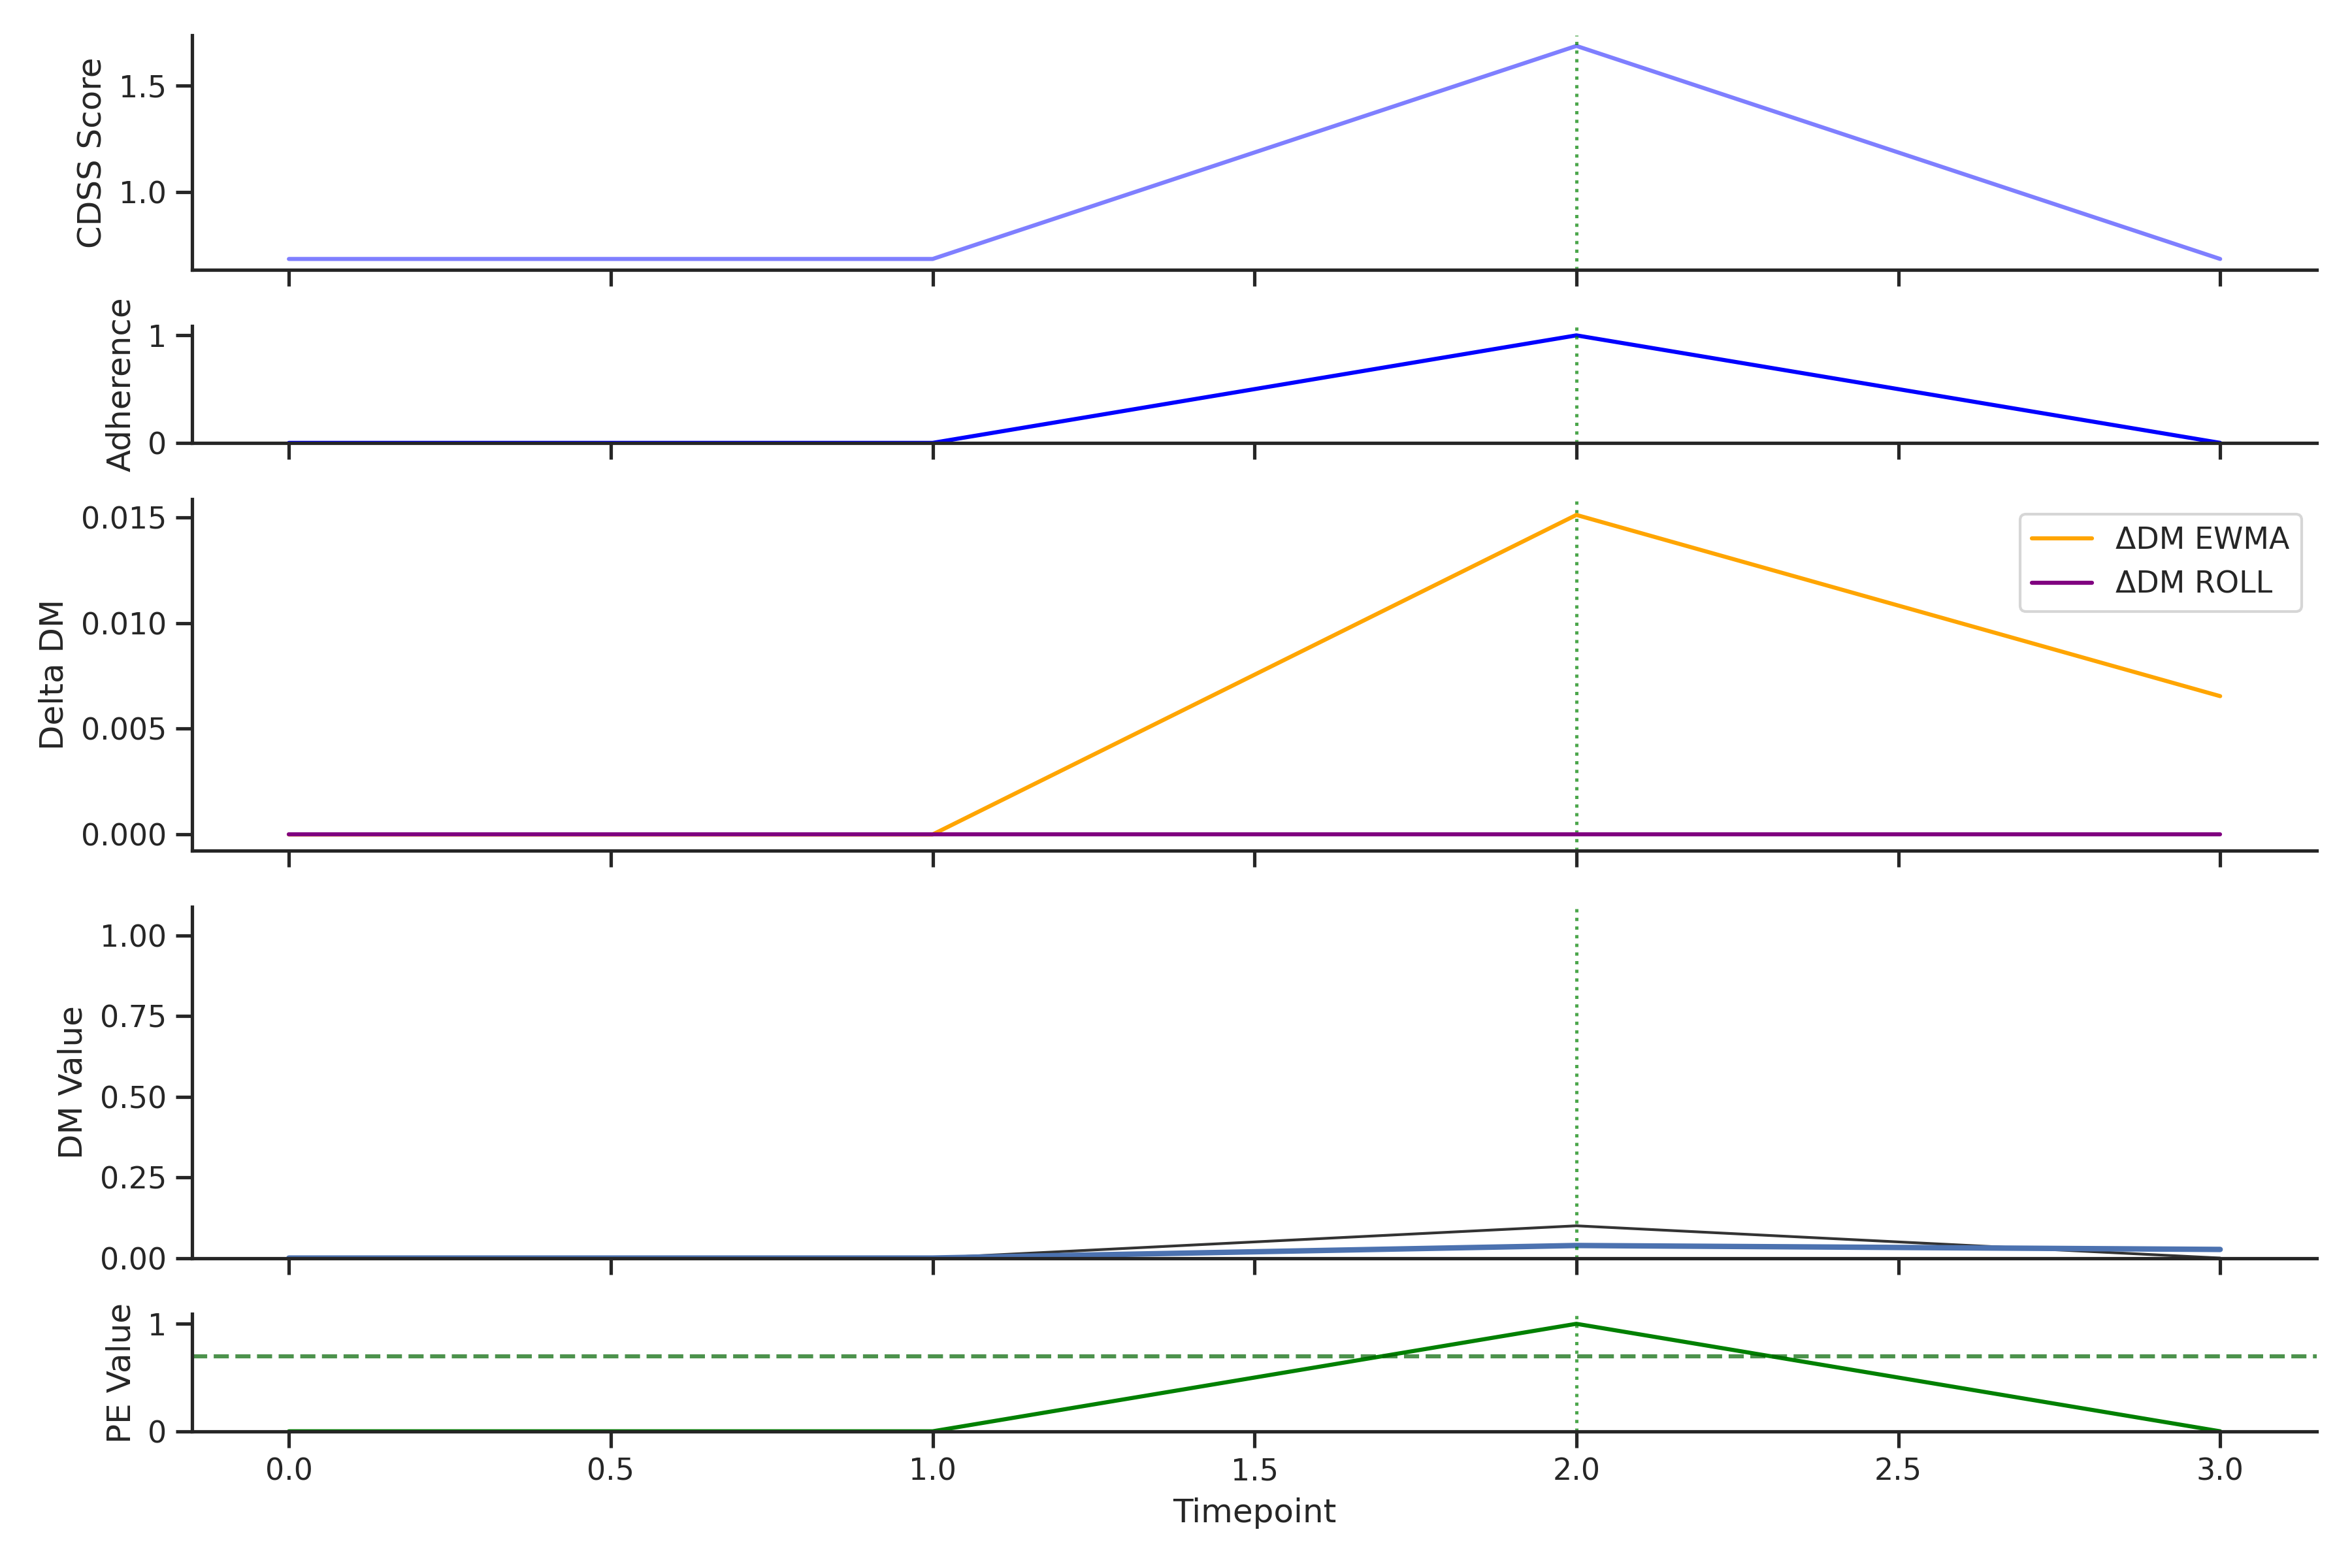 CDSS Score
1.5
1.0
Adherence
1
0
Delta DM
0.015
0.010
0.005
0.000
ΔDM EWMA
ΔDM ROLL
DM Value
1.00
0.75
0.50
0.25
0.00
PE Value
1
0
0.0 0.5 1.0 1.5 2.0 2.5 3.0
Timepoint